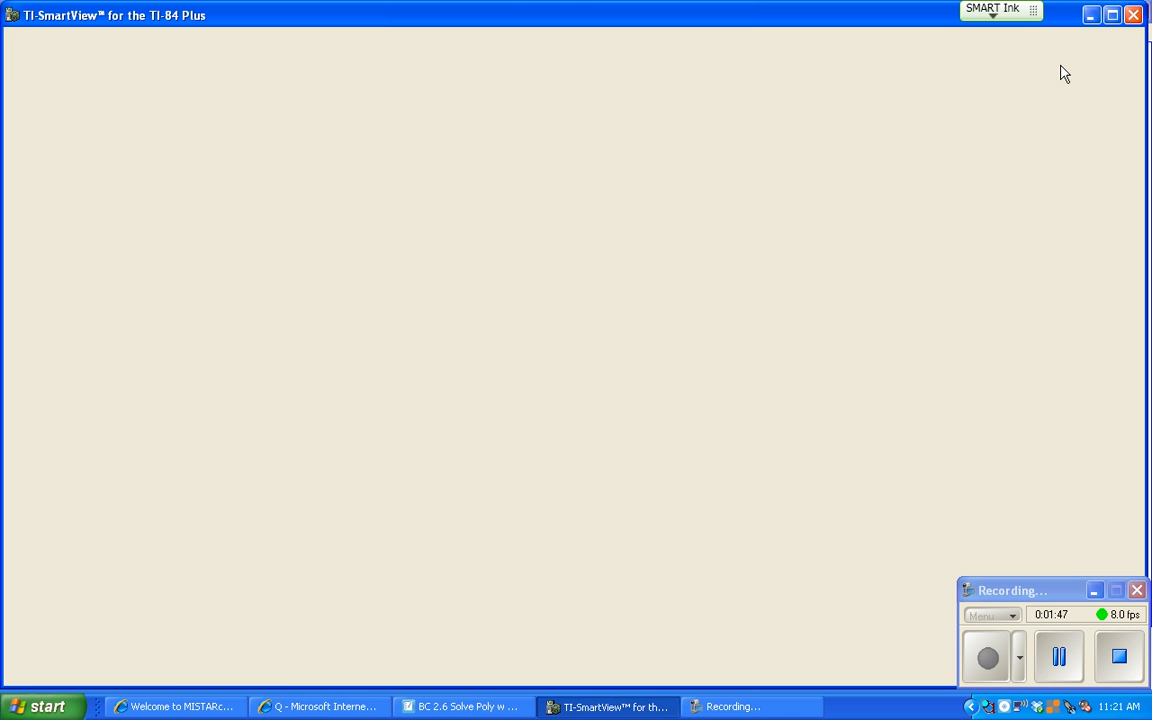 TI-SmartView™ for the TI-84 Plus
SMART Ink
Recording...
Menu
0:01:47
8.0 fps
start
Welcome to MISTARc...
Q - Microsoft Interne...
BC 2.6 Solve Poly w ...
TI-SmartView™ for th...
Recording...
11:21 AM